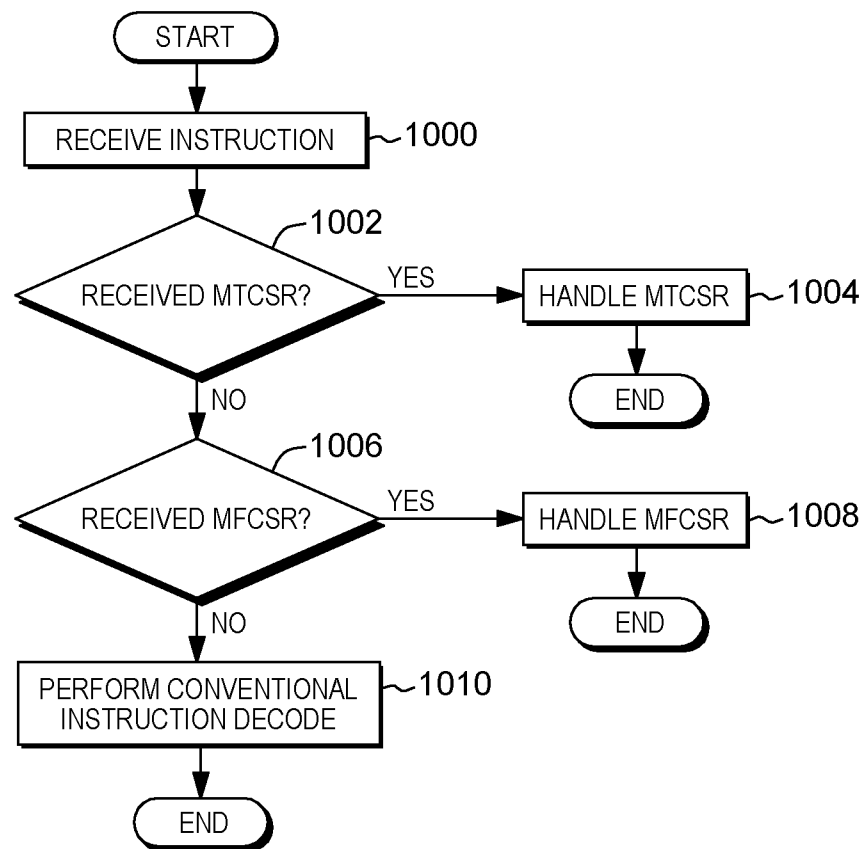 START
RECEIVE INSTRUCTION
1000
1002
RECEIVED MTCSR?
YES
HANDLE MTCSR
1004
END
NO
1006
RECEIVED MFCSR?
YES
HANDLE MFCSR
1008
END
NO
PERFORM CONVENTIONAL
INSTRUCTION DECODE
1010
END